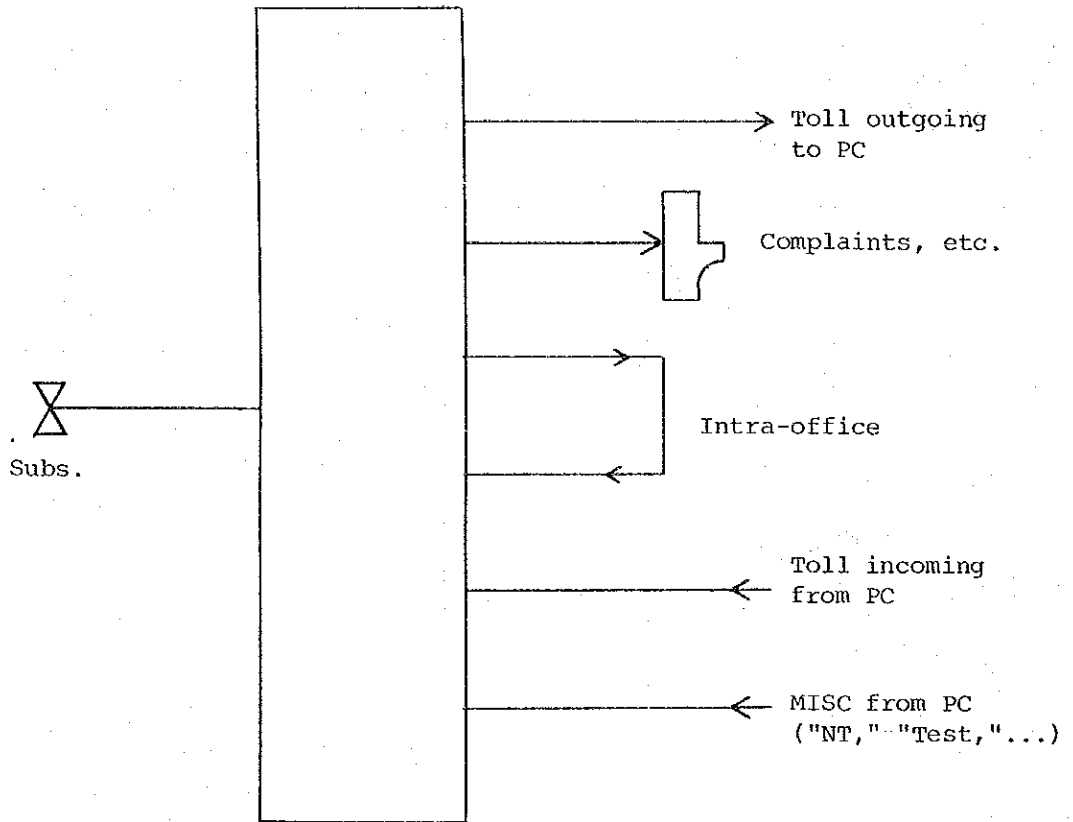 Toll outgoing
to PC
Complaints, etc.
Subs.
Intra-office
Toll incoming
from PC
MISC from PC
("NT," "Test,"...)